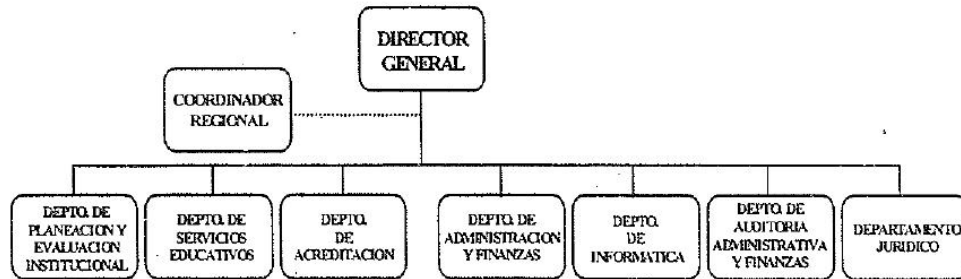 DIRECTOR
GENERAL
COORDINADOR
REGIONAL
DEPTO. DE
PLANEACION Y
EVALUACION
INSTITUCIONAL
DEPTO. DE
SERVICIOS
EDUCATIVOS
DEPTO.
DE
ACREDITACION
DEPTO. DE
ADMINISTRACION
Y FINANZAS
DEPTO.
DE
INFORMATICA
DEPTO. DE
AUDITORIA
ADMINISTRATIVA
Y FINANZAS
DEPARTAMENTO
JURIDICO